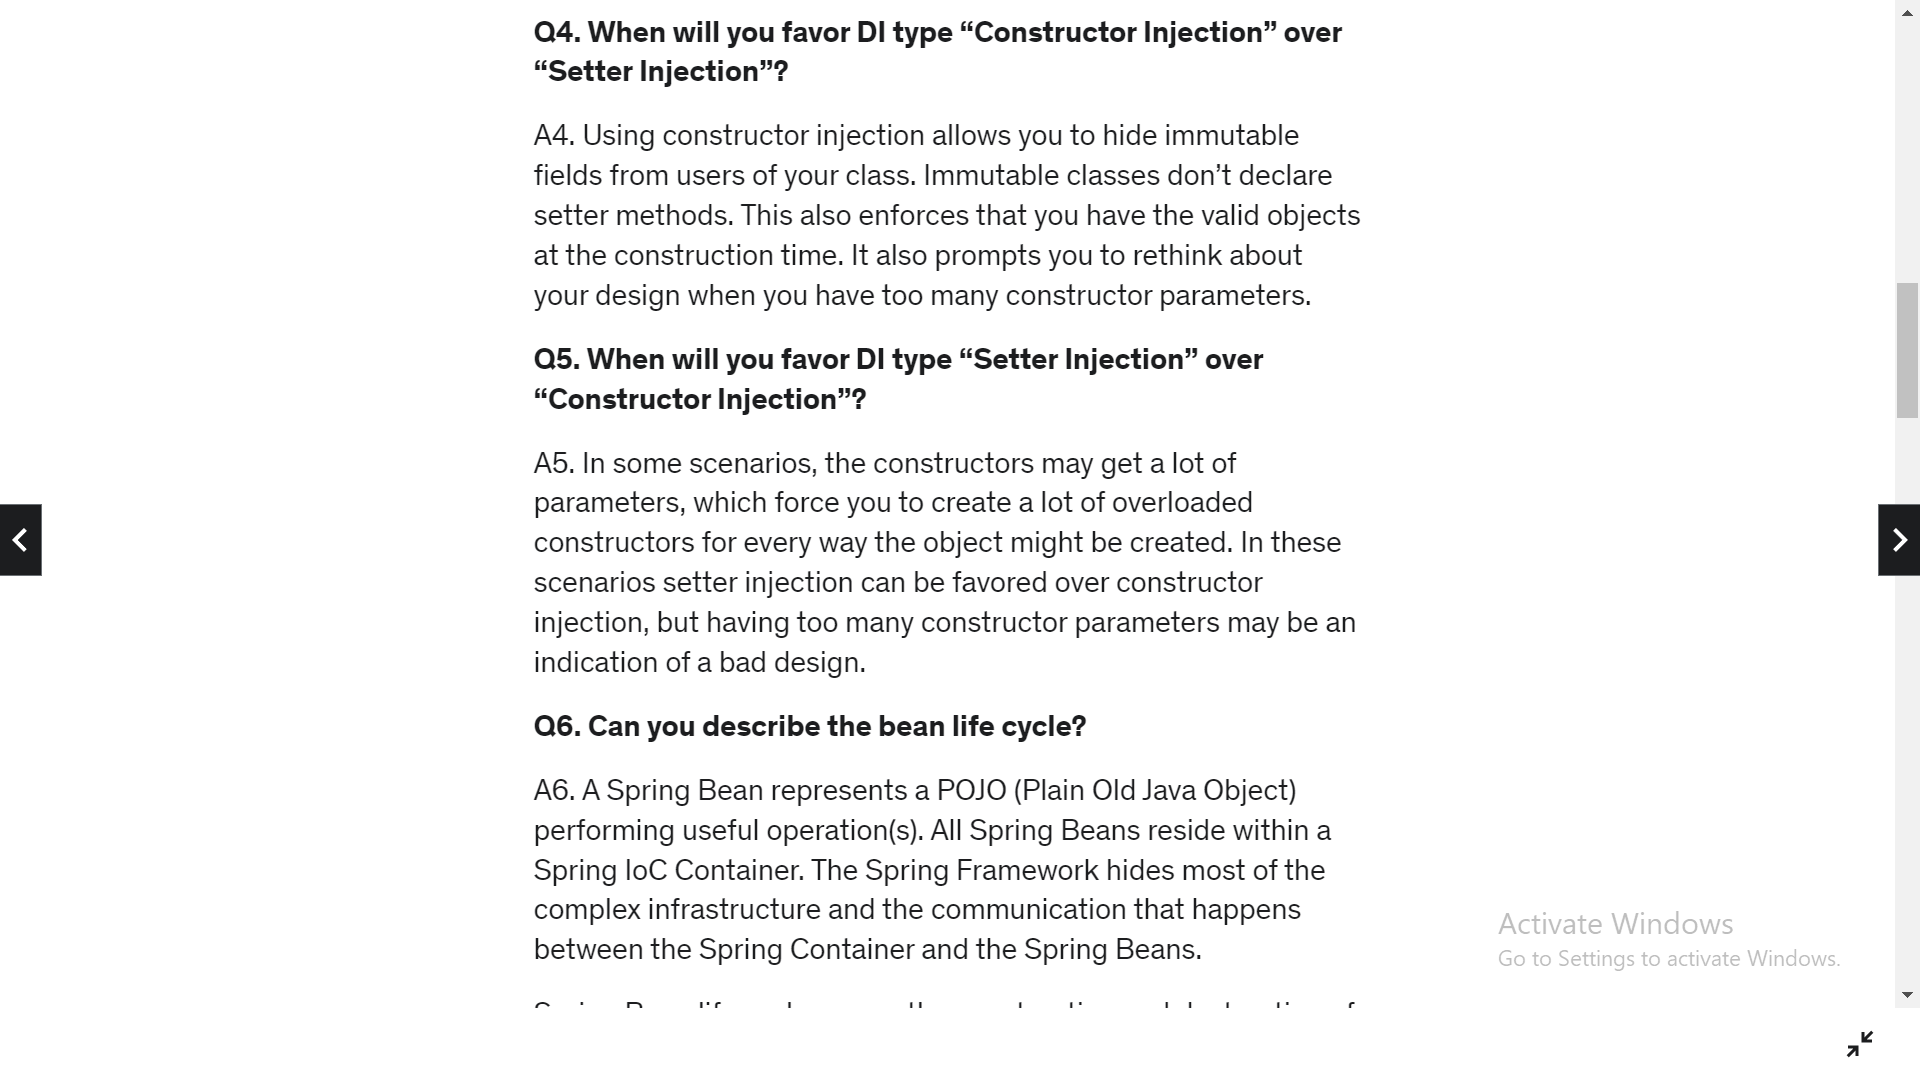 Q4. When will you favor DI type “Constructor Injection” over
“Setter Injection”?
A4. Using constructor injection allows you to hide immutable
fields from users of your class. Immutable classes don’t declare
setter methods. This also enforces that you have the valid objects
at the construction time. It also prompts you to rethink about
your design when you have too many constructor parameters.
Q5. When will you favor DI type “Setter Injection” over
“Constructor Injection”?
A5. In some scenarios, the constructors may get a lot of
parameters, which force you to create a lot of overloaded
constructors for every way the object might be created. In these
scenarios setter injection can be favored over constructor
injection, but having too many constructor parameters may be an
indication of a bad design.
Q6. Can you describe the bean life cycle?
A6. A Spring Bean represents a POJO (Plain Old Java Object)
performing useful operation(s). All Spring Beans reside within a
Spring IoC Container. The Spring Framework hides most of the
complex infrastructure and the communication that happens
between the Spring Container and the Spring Beans.
Activate Windows
Go to Settings to activate Windows.